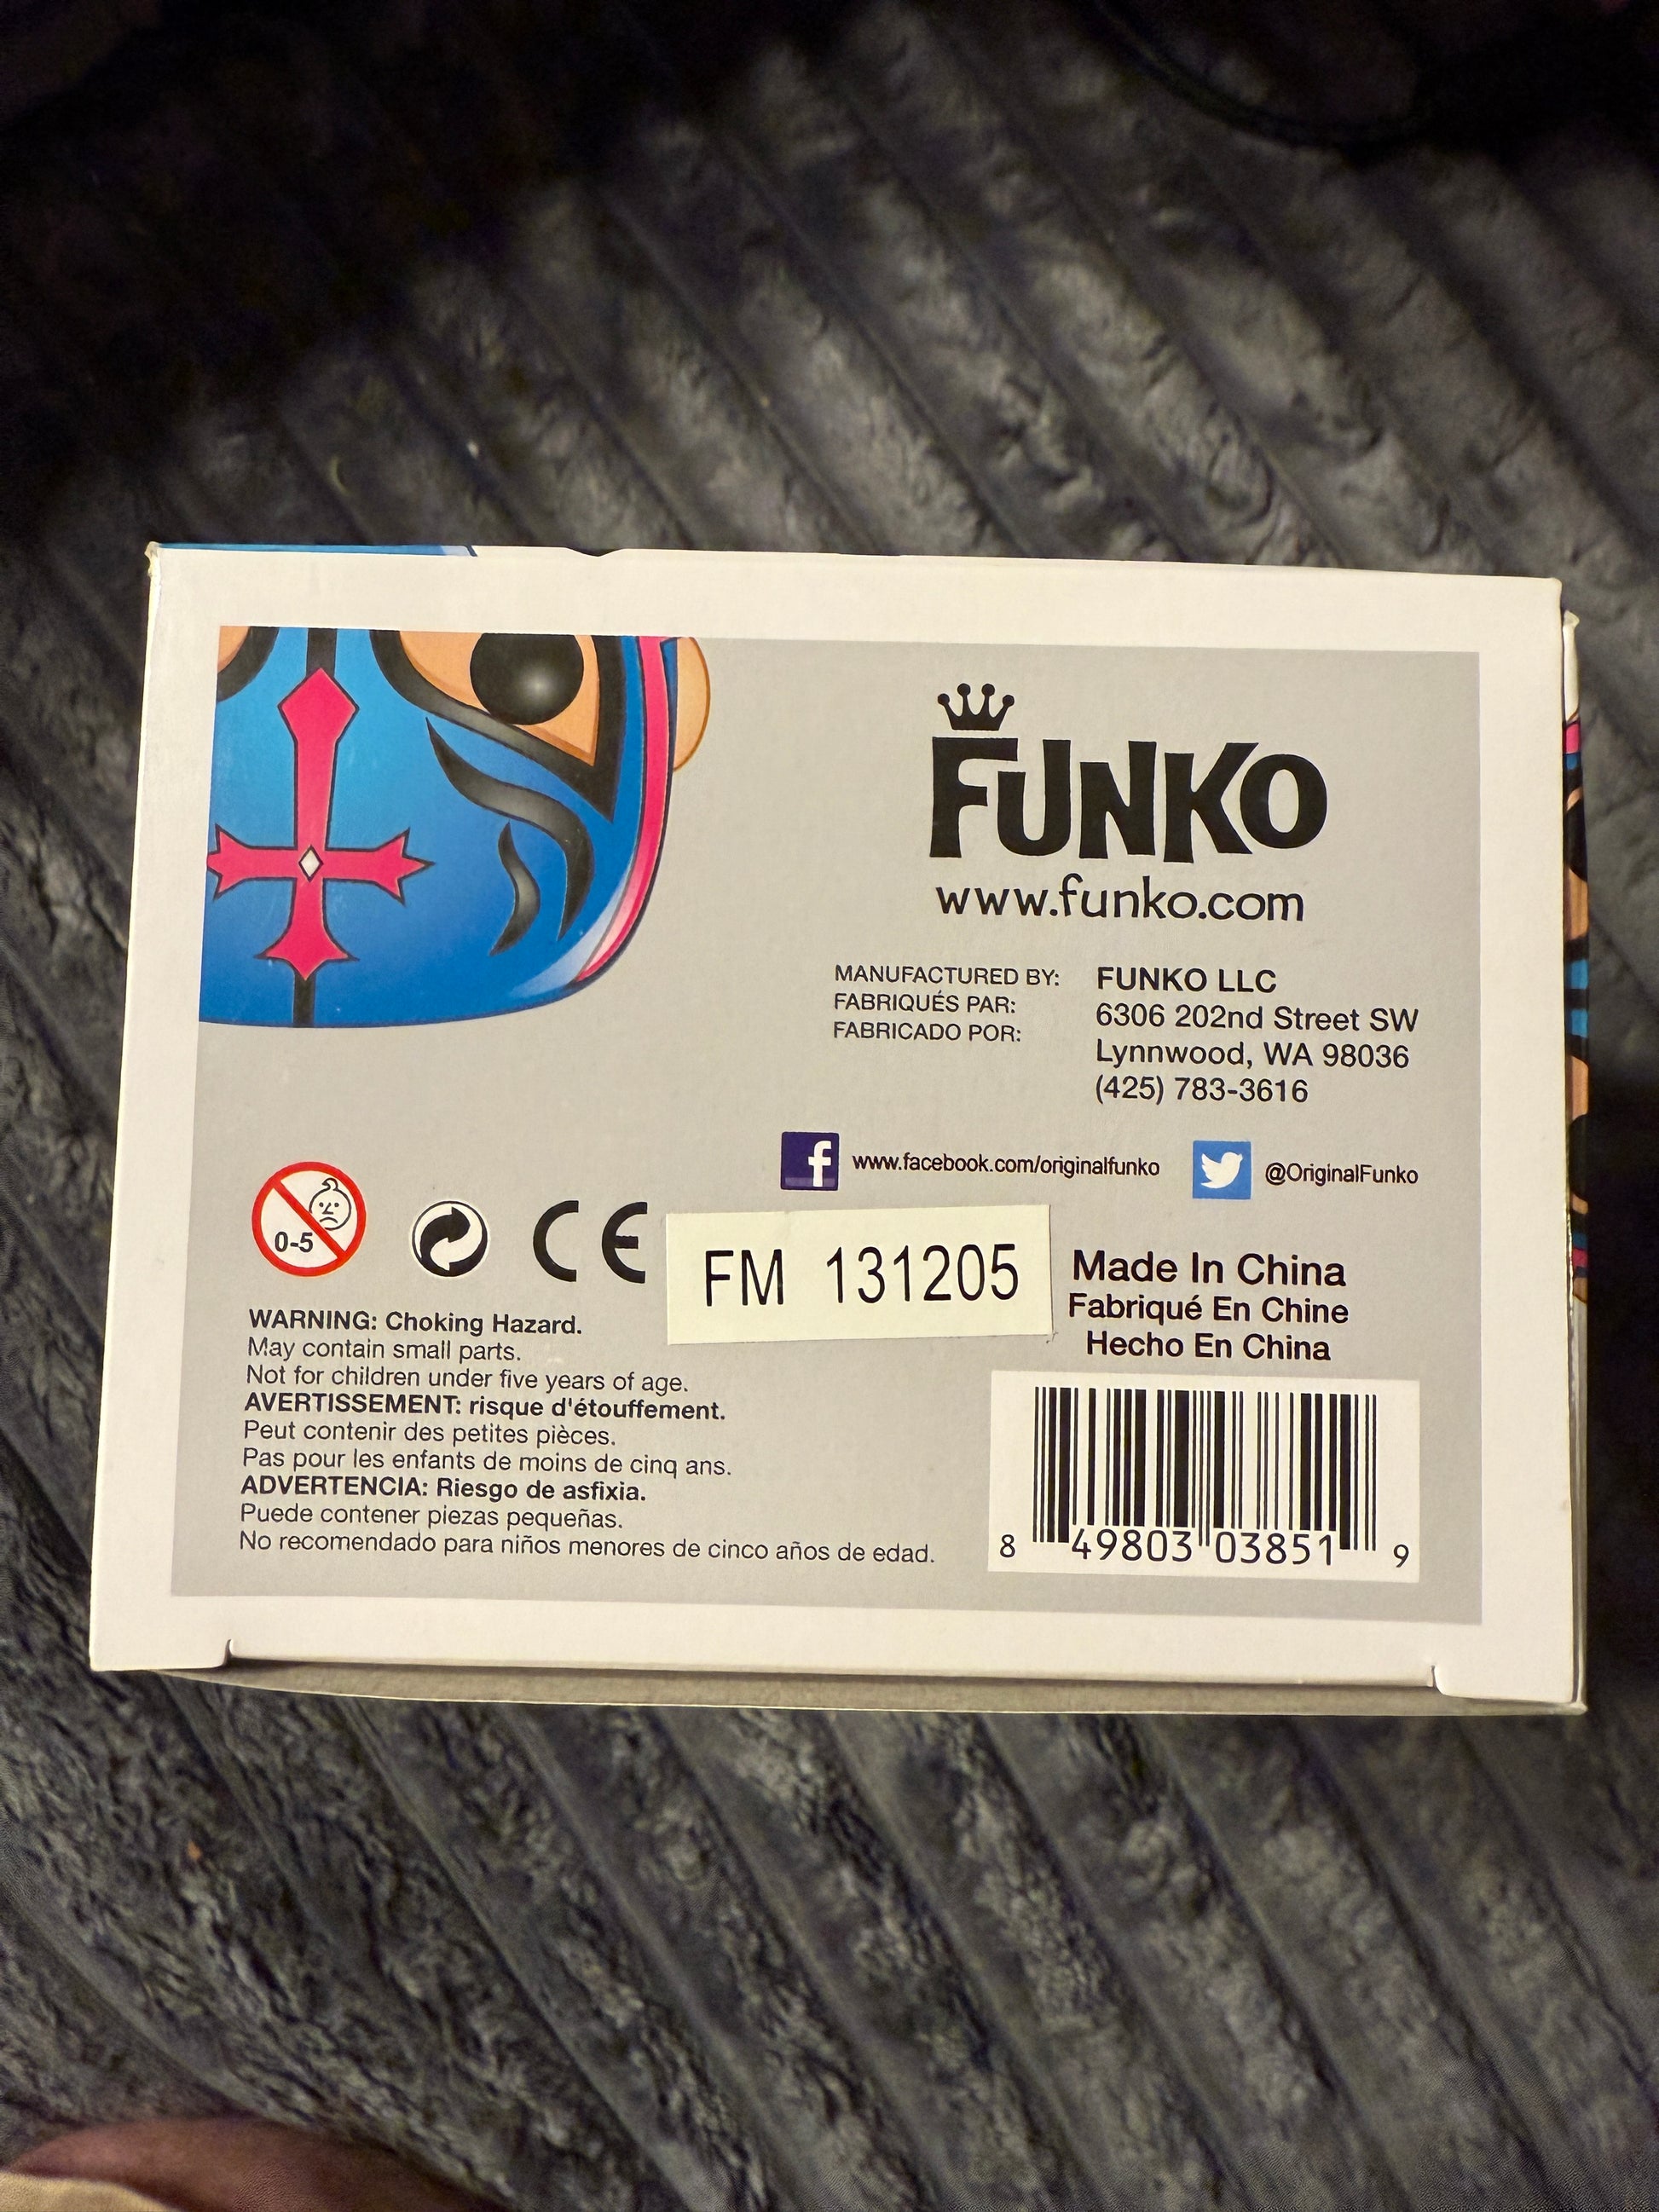 FUNKO
www.funko.com
MANUFACTURED BY:
FABRIQUÉS PAR:
FABRICADO POR:
FUNKO LLC
6306 202nd Street SW
Lynnwood, WA 98036
(425) 783-3616
f www.facebook.com/originalfunko
@OriginalFunko
0-5
CE
FM 131205
Made In China
Fabriqué En Chine
Hecho En China
WARNING: Choking Hazard.
May contain small parts.
Not for children under five years of age.
AVERTISSEMENT: risque d'étouffement.
Peut contenir des petites pièces.
Pas pour les enfants de moins de cinq ans.
ADVERTENCIA: Riesgo de asfixia.
Puede contener piezas pequeñas.
No recomendado para niños menores de cinco años de edad.
8 49803 03851 9